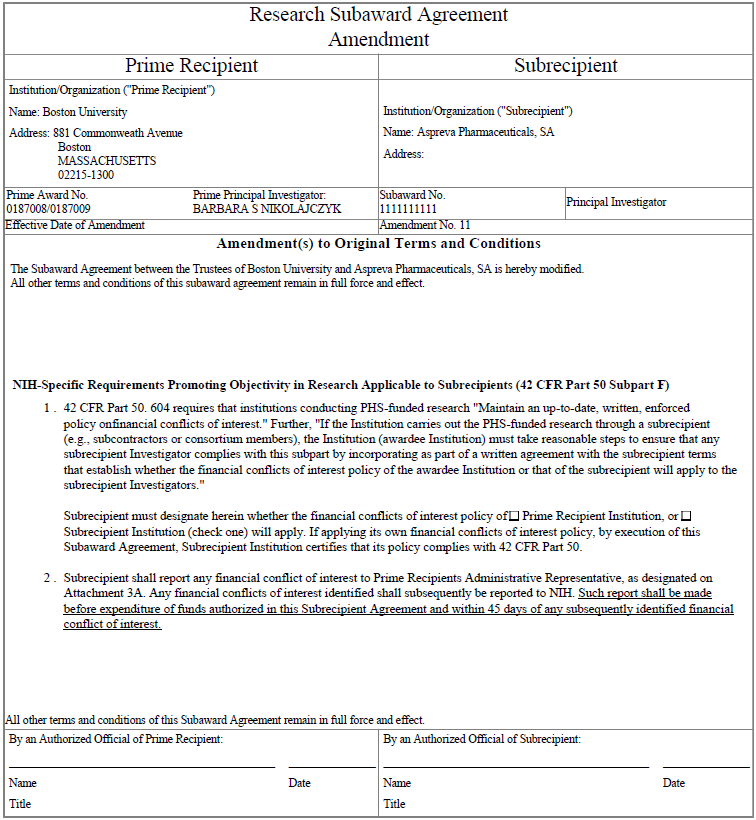 Research Subaward Agreement
Amendment
Prime Recipient
Subrecipient
Institution/Organization ("Prime Recipient")
Name: Boston University
Address: 881 Commonweath Avenue
Boston
MASSACHUSETTS
02215-1300
Institution/Organization ("Subrecipient")
Name: Aspreva Pharmaceuticals, SA
Address:
Prime Award No.
0187008/0187009
Prime Principal Investigator:
BARBARA S NIKOLAJCZYK
Subaward No.
1111111111
Principal Investigator
Effective Date of Amendment
Amendment No. 11
Amendment(s) to Original Terms and Conditions
The Subaward Agreement between the Trustees of Boston University and Aspreva Pharmaceuticals, SA is hereby modified.
All other terms and conditions of this subaward agreement remain in full force and effect.
NIH-Specific Requirements Promoting Objectivity in Research Applicable to Subrecipients (42 CFR Part 50 Subpart F)
1 . 42 CFR Part 50. 604 requires that institutions conducting PHS-funded research "Maintain an up-to-date, written, enforced
policy onfinancial conflicts of interest." Further, "If the Institution carries out the PHS-funded research through a subrecipient
(e.g., subcontractors or consortium members), the Institution (awardee Institution) must take reasonable steps to ensure that any
subrecipient Investigator complies with this subpart by incorporating as part of a written agreement with the subrecipient terms
that establish whether the financial conflicts of interest policy of the awardee Institution or that of the subrecipient will apply to the
subrecipient Investigators."
Subrecipient must designate herein whether the financial conflicts of interest policy of☐ Prime Recipient Institution, or ☐
Subrecipient Institution (check one) will apply. If applying its own financial conflicts of interest policy, by execution of this
Subaward Agreement, Subrecipient Institution certifies that its policy complies with 42 CFR Part 50.
2 . Subrecipient shall report any financial conflict of interest to Prime Recipients Administrative Representative, as designated on
Attachment 3A. Any financial conflicts of interest identified shall subsequently be reported to NIH. Such report shall be made
before expenditure of funds authorized in this Subrecipient Agreement and within 45 days of any subsequently identified financial
conflict of interest.
All other terms and conditions of this Subaward Agreement remain in full force and effect.
By an Authorized Official of Prime Recipient:
By an Authorized Official of Subrecipient:
Name
Date
Name
Date
Title
Title